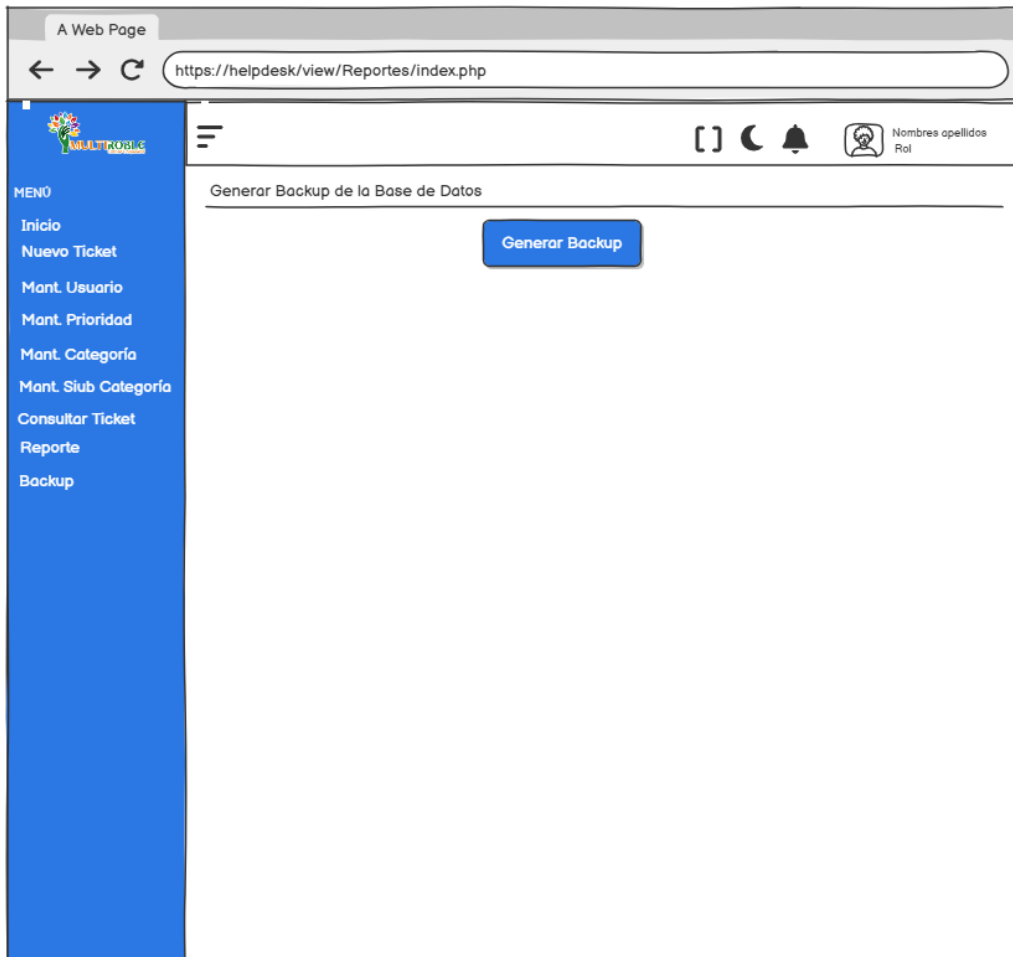 A Web Page
https://helpdesk/view/Reportes/index.php
MULTIROBLE
Nombres apellidos
Rol
MENÚ
Generar Backup de la Base de Datos
Inicio
Generar Backup
Nuevo Ticket
Mant. Usuario
Mant. Prioridad
Mant. Categoría
Mant. Siub Categoría
Consultar Ticket
Reporte
Backup